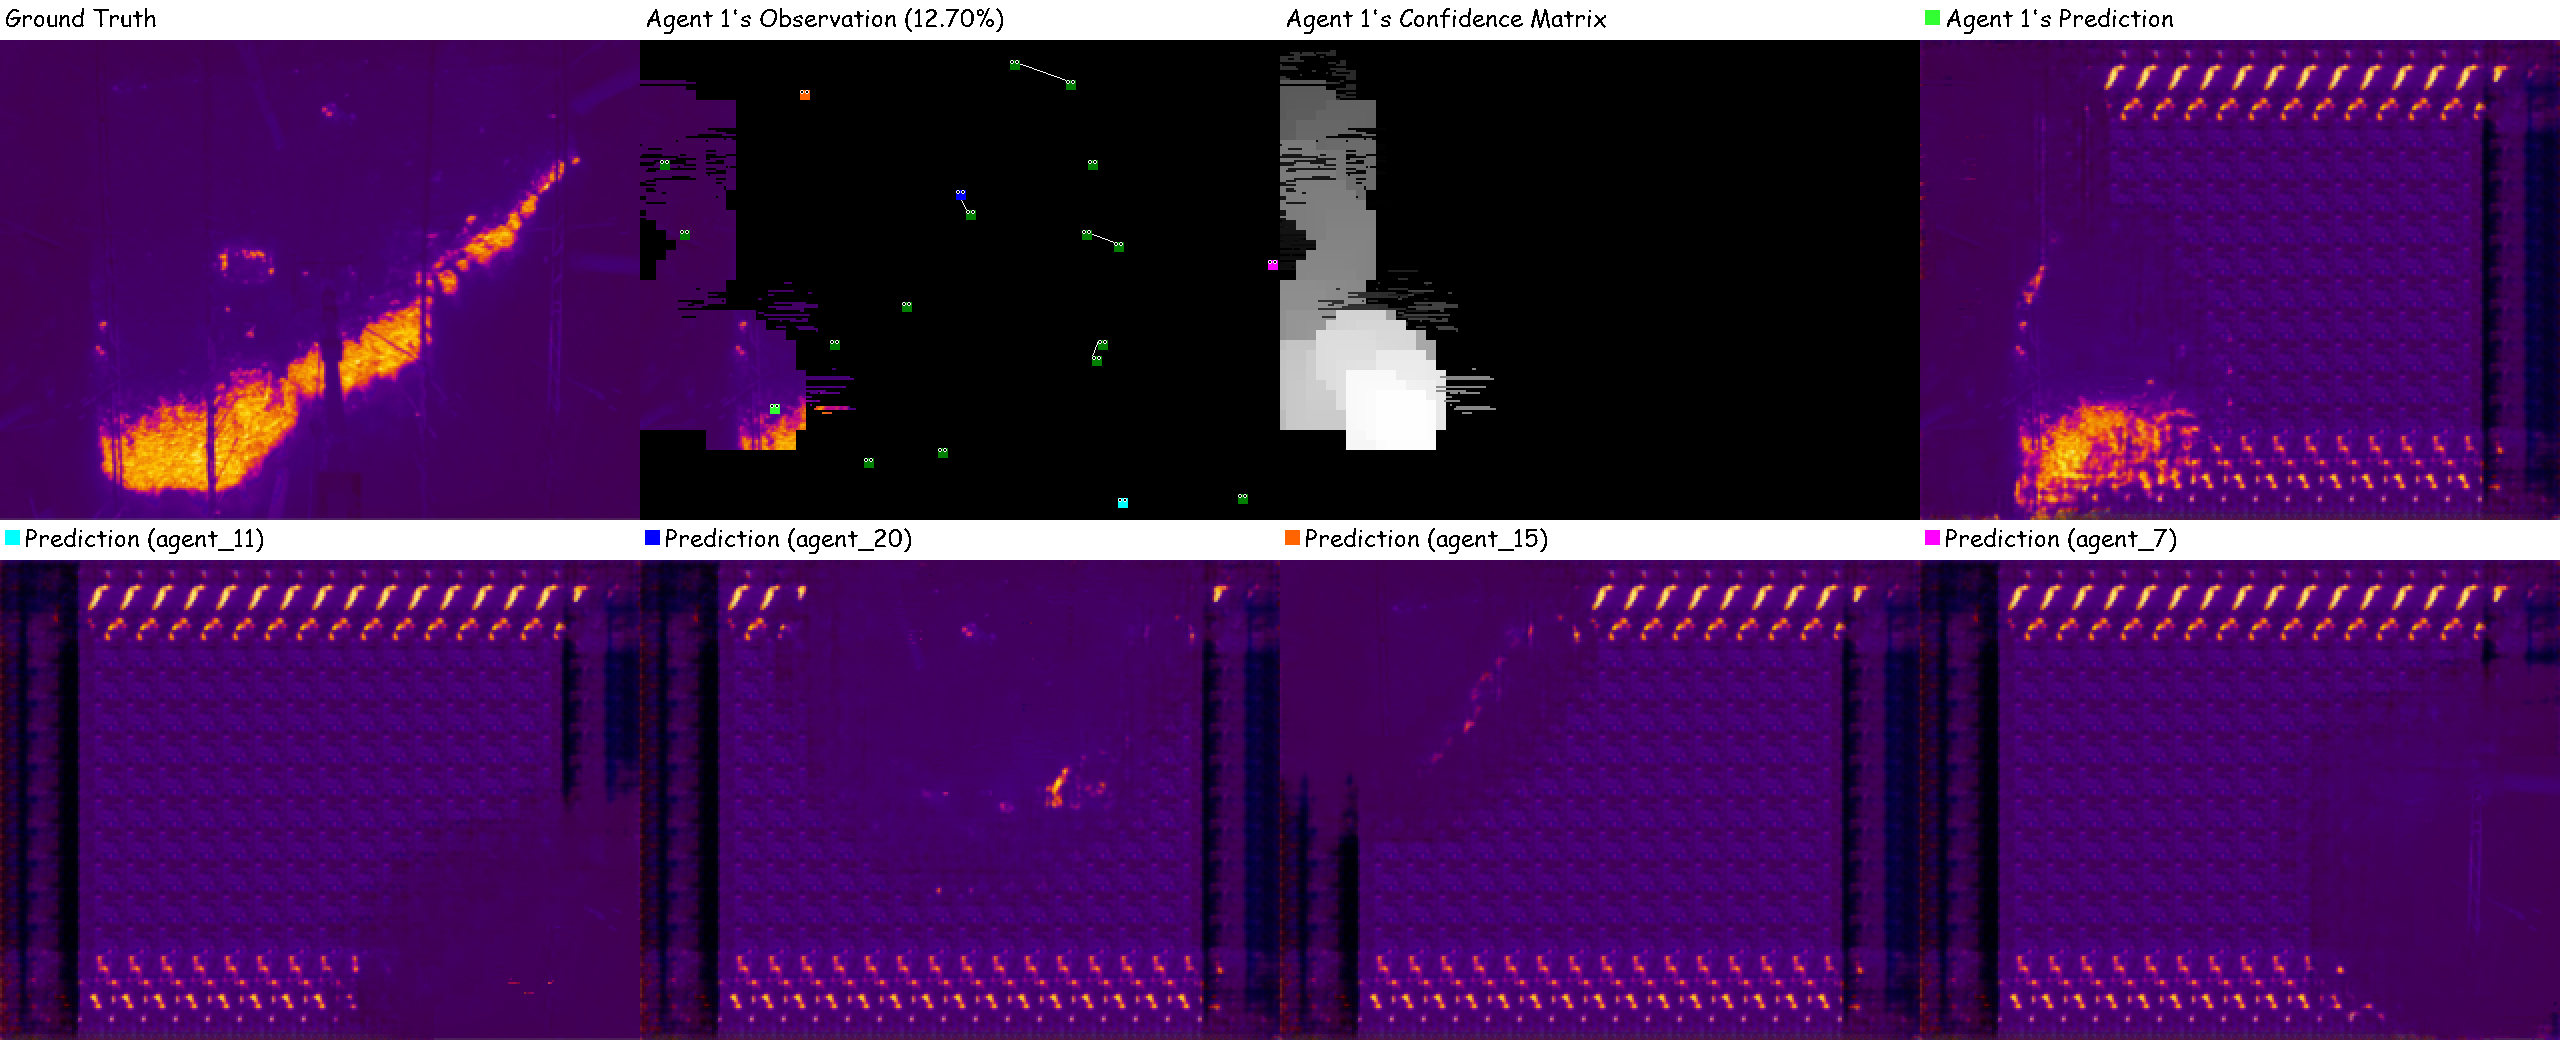 Ground Truth
Agent 1's Observation (12.70%)
Agent 1's Confidence Matrix
Agent 1's Prediction
Prediction (agent_11)
Prediction (agent_20)
Prediction (agent_15)
Prediction (agent_7)